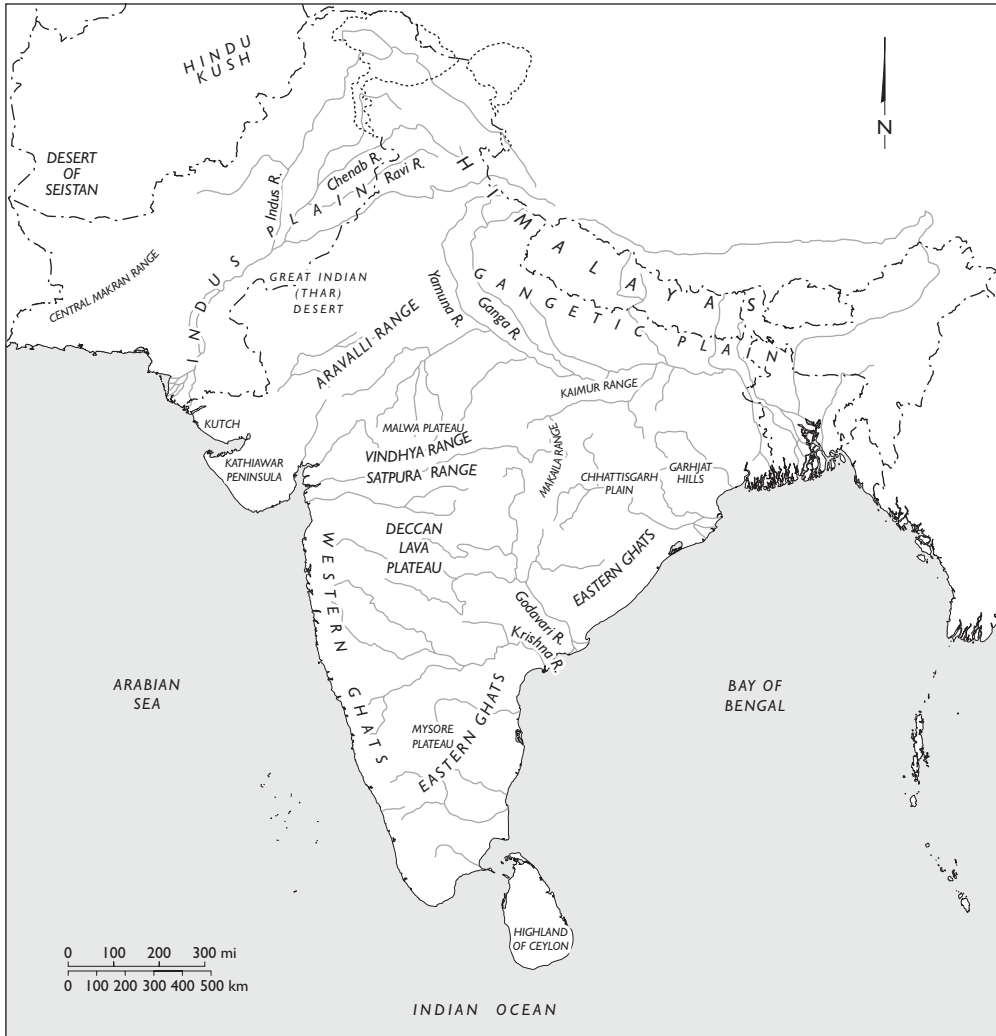 HINDU
KUSH
N
DESERT
OF
SEISTAN
Chenab R.
Ravi R.
Indus R.
INDUS PLAIN
HIMALAYAS
CENTRAL MAKRAN RANGE
GREAT INDIAN
(THAR)
DESERT
GANGETIC PLAIN
Yamuna R.
Ganga R.
ARAVALLI-RANGE
KAIMUR RANGE
KUTCH
MALWA PLATEAU
VINDHYA RANGE
KATHIAWAR
PENINSULA
SATPURA RANGE
MAKAILA RANGE
CHHATTISGARH
PLAIN
GARHJAT
HILLS
DECCAN
LAVA
PLATEAU
WESTERN GHATS
EASTERN GHATS
Godavari R.
Krishna R.
ARABIAN
SEA
BAY OF
BENGAL
MYSORE
PLATEAU
EASTERN GHATS
HIGHLAND
OF CEYLON
0 100 200 300 mi
0 100 200 300 400 500 km
INDIAN OCEAN